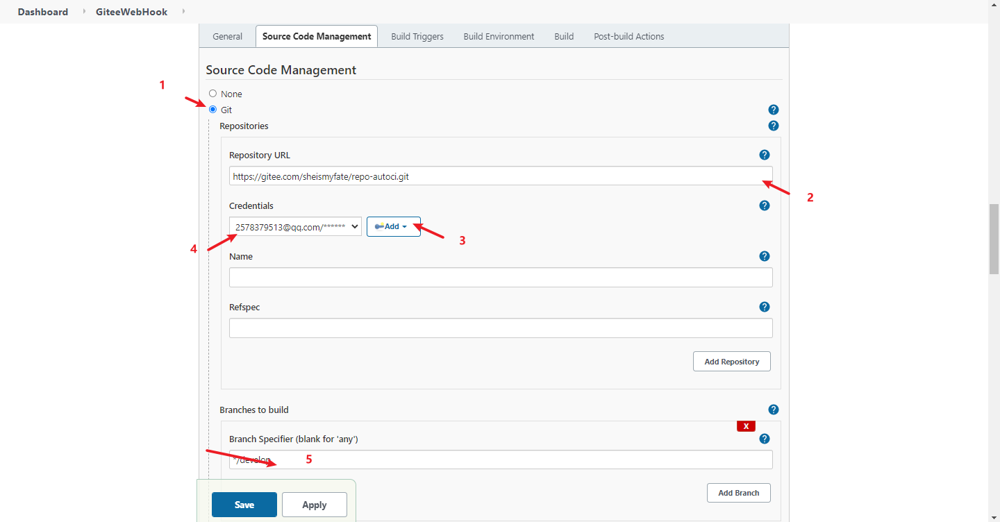 Dashboard GiteeWebHook
General Source Code Management Build Triggers Build Environment Build Post-build Actions
Source Code Management
1
None
Git ?
Repositories ?
Repository URL ?
https://gitee.com/sheismyfate/repo-autoci.git
2
Credentials ?
2578379513@qq.com/****** Add
3
4
Name ?
Refspec ?
Add Repository
Branches to build ?
X
Branch Specifier (blank for 'any') ?
*/develop 5
Add Branch
Save Apply